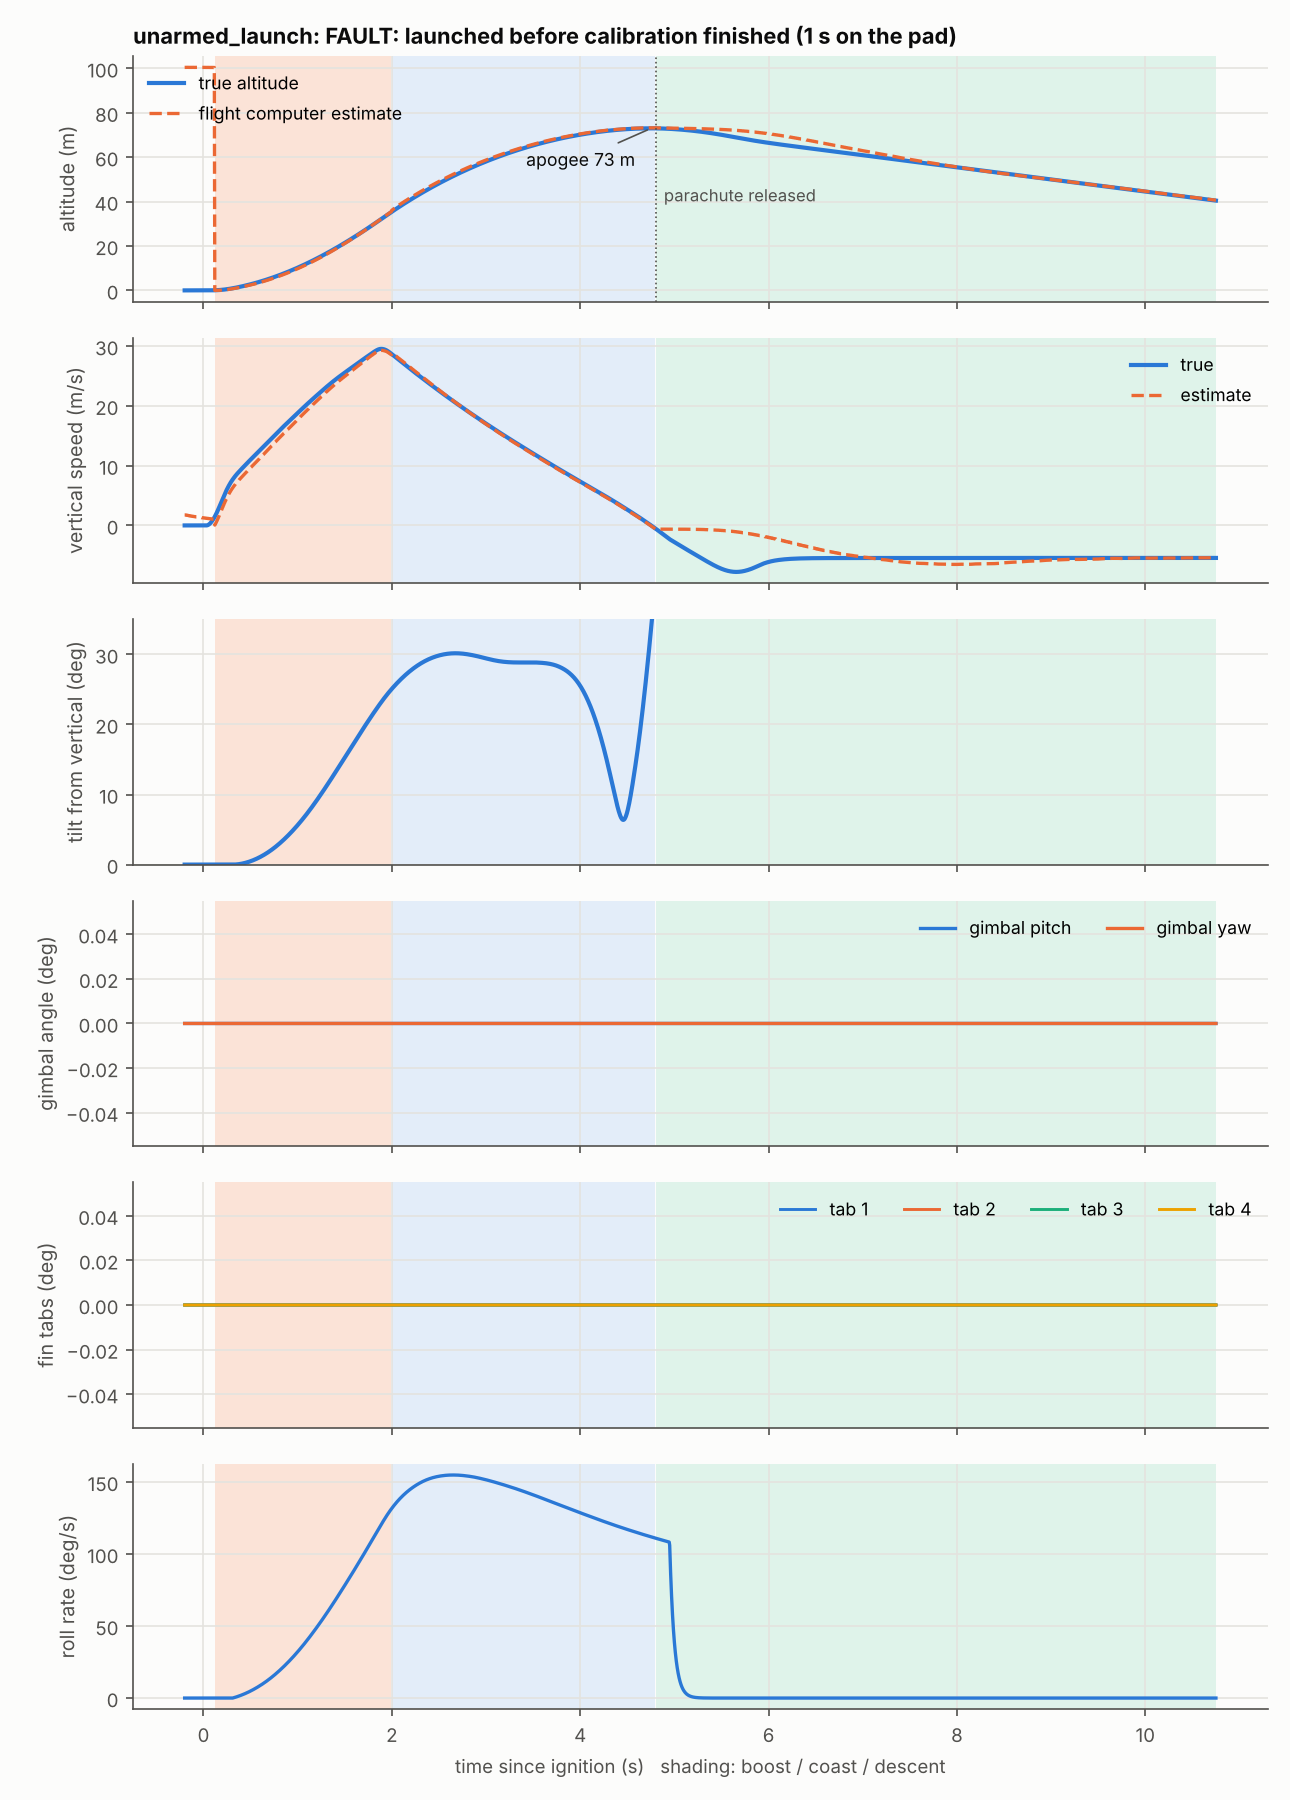 unarmed_launch: FAULT: launched before calibration finished (1 s on the pad)
altitude (m)
100
80
60
40
20
0
true altitude
flight computer estimate
apogee 73 m
parachute released
vertical speed (m/s)
30
20
10
0
true
estimate
tilt from vertical (deg)
30
20
10
0
gimbal angle (deg)
0.04
0.02
0.00
−0.02
−0.04
gimbal pitch gimbal yaw
fin tabs (deg)
0.04
0.02
0.00
−0.02
−0.04
tab 1 tab 2 tab 3 tab 4
roll rate (deg/s)
150
100
50
0
0 2 4 6 8 10
time since ignition (s) shading: boost / coast / descent